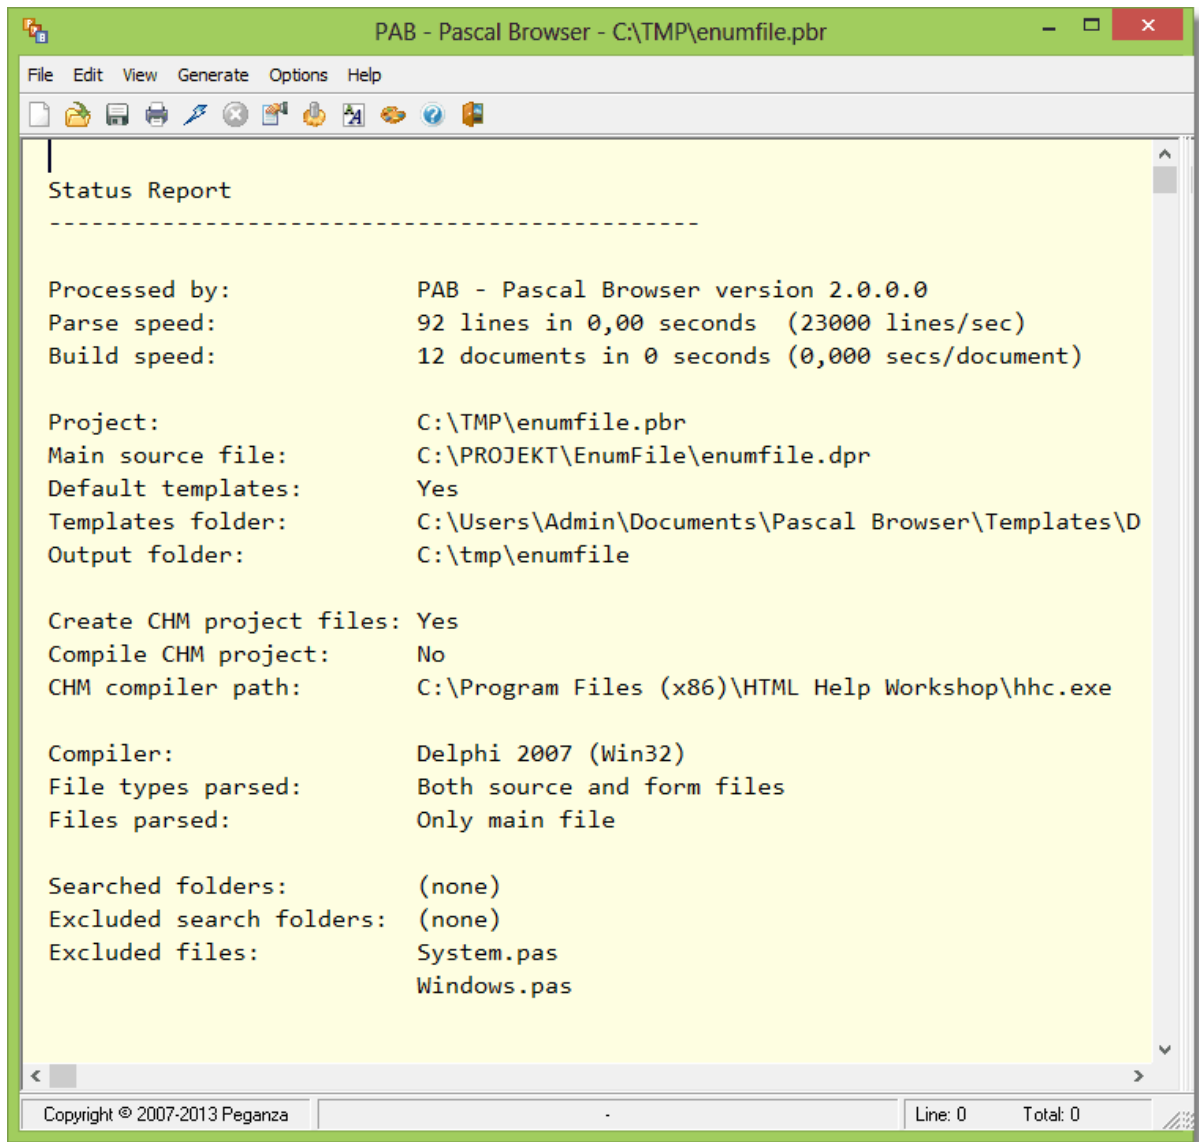 PAB - Pascal Browser - C:\TMP\enumfile.pbr
File Edit View Generate Options Help
Status Report
----------------------------------------------
Processed by: PAB - Pascal Browser version 2.0.0.0
Parse speed: 92 lines in 0,00 seconds (23000 lines/sec)
Build speed: 12 documents in 0 seconds (0,000 secs/document)
Project: C:\TMP\enumfile.pbr
Main source file: C:\PROJEKT\EnumFile\enumfile.dpr
Default templates: Yes
Templates folder: C:\Users\Admin\Documents\Pascal Browser\Templates\D
Output folder: C:\tmp\enumfile
Create CHM project files: Yes
Compile CHM project: No
CHM compiler path: C:\Program Files (x86)\HTML Help Workshop\hhc.exe
Compiler: Delphi 2007 (Win32)
File types parsed: Both source and form files
Files parsed: Only main file
Searched folders: (none)
Excluded search folders: (none)
Excluded files: System.pas
Windows.pas
Copyright © 2007-2013 Peganza - Line: 0 Total: 0